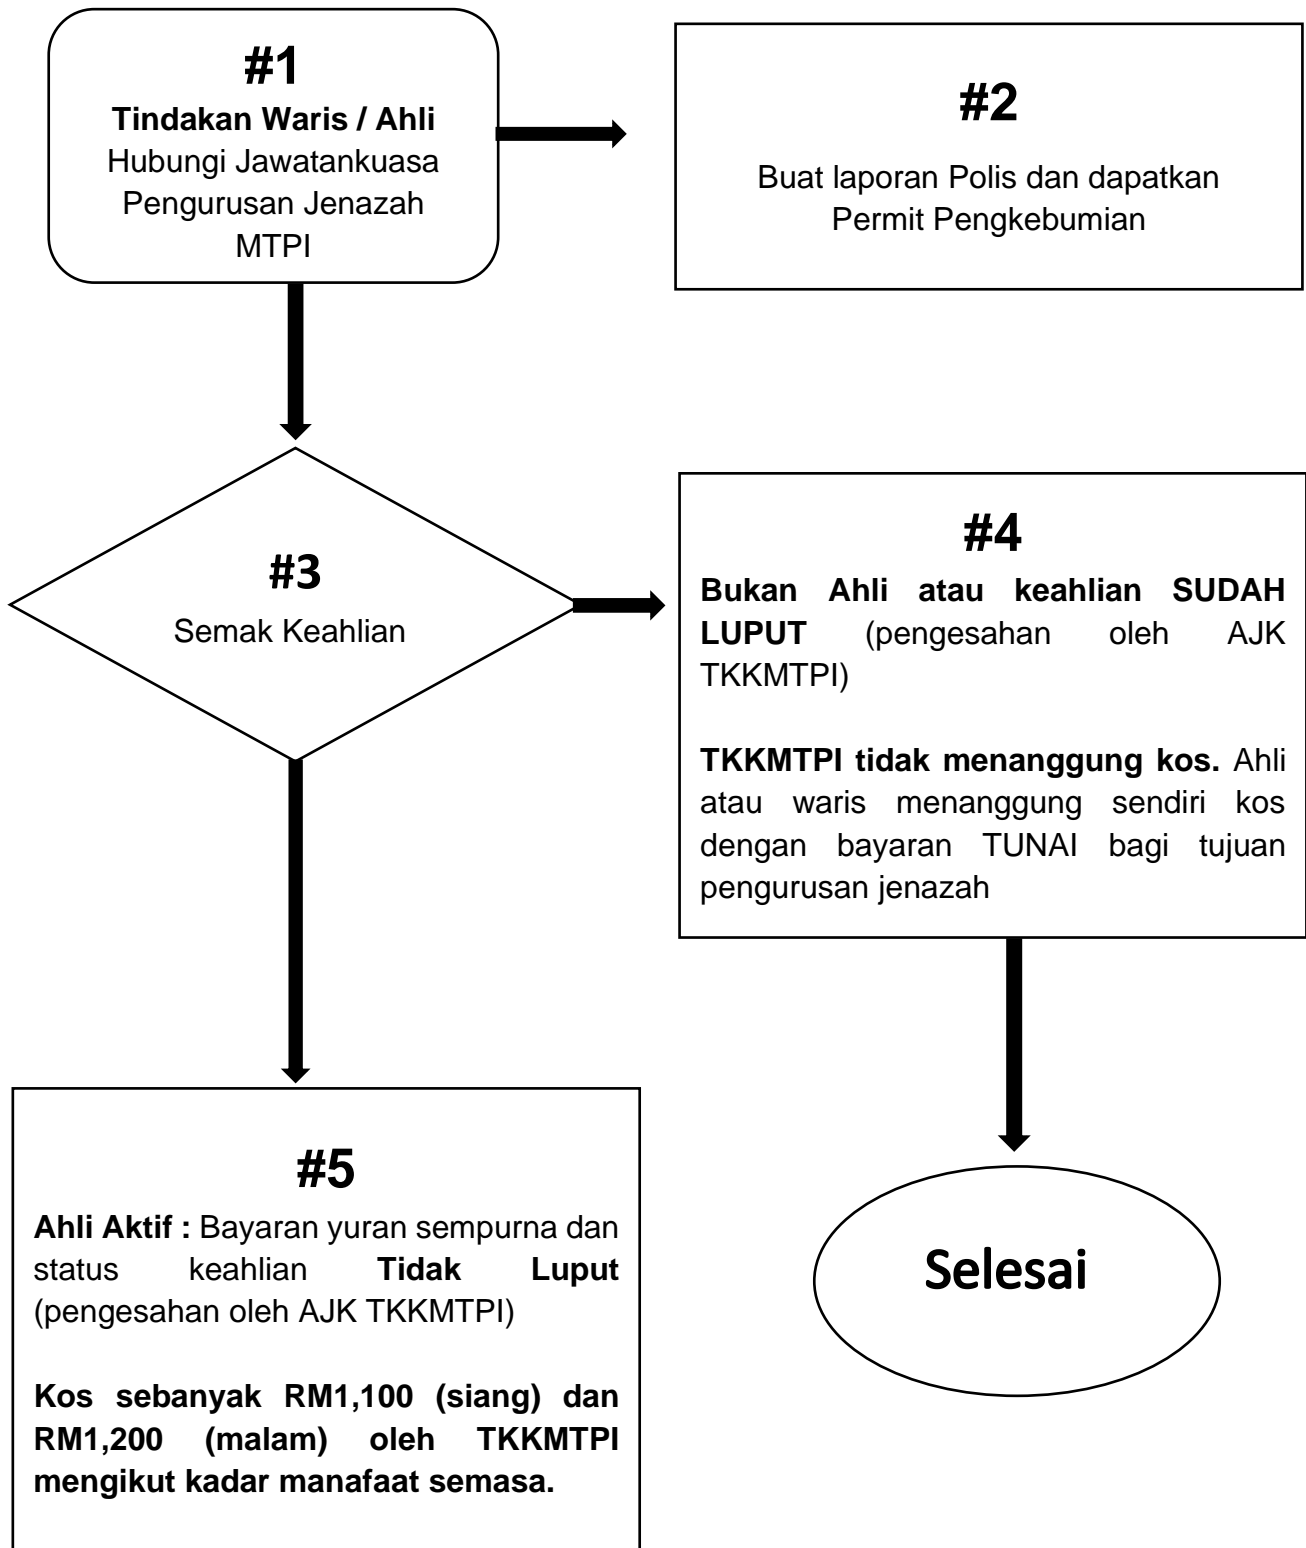 #1
Tindakan Waris / Ahli
Hubungi Jawatankuasa
Pengurusan Jenazah
MTPI
#2
Buat laporan Polis dan dapatkan
Permit Pengkebumian
#3
Semak Keahlian
#4
Bukan Ahli atau keahlian SUDAH
LUPUT (pengesahan oleh AJK
TKKMTPI)
TKKMTPI tidak menanggung kos. Ahli
atau waris menanggung sendiri kos
dengan bayaran TUNAI bagi tujuan
pengurusan jenazah
#5
Ahli Aktif : Bayaran yuran sempurna dan
status keahlian Tidak Luput
(pengesahan oleh AJK TKKMTPI)
Kos sebanyak RM1,100 (siang) dan
RM1,200 (malam) oleh TKKMTPI
mengikut kadar manafaat semasa.
Selesai